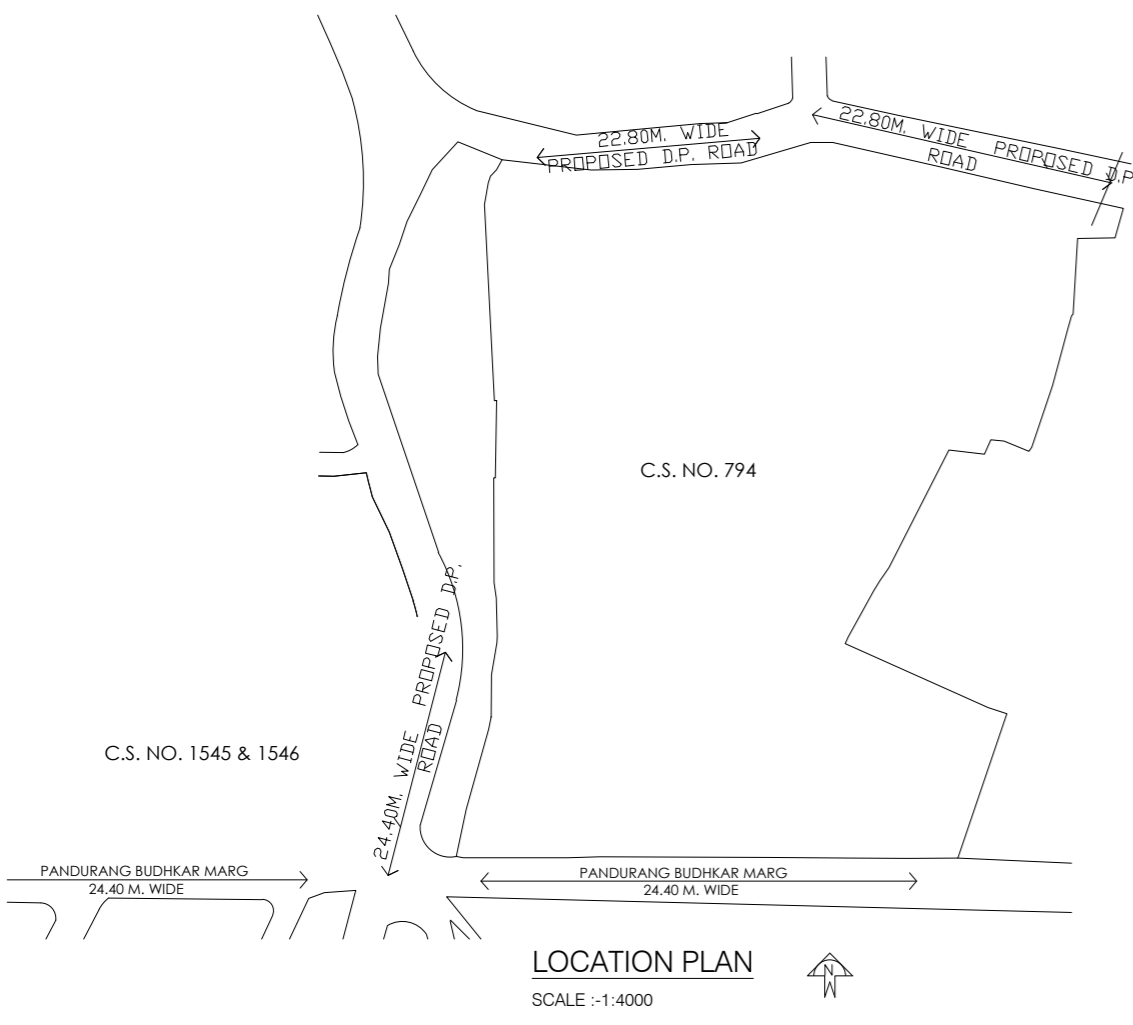 22.80M. WIDE
PROPOSED D.P. ROAD
22.80M. WIDE PROPOSED D.P
ROAD
C.S. NO. 794
24.40M. WIDE PROPOSED D.P.
ROAD
C.S. NO. 1545 & 1546
PANDURANG BUDHKAR MARG
24.40 M. WIDE
PANDURANG BUDHKAR MARG
24.40 M. WIDE
LOCATION PLAN
N
SCALE :-1:4000